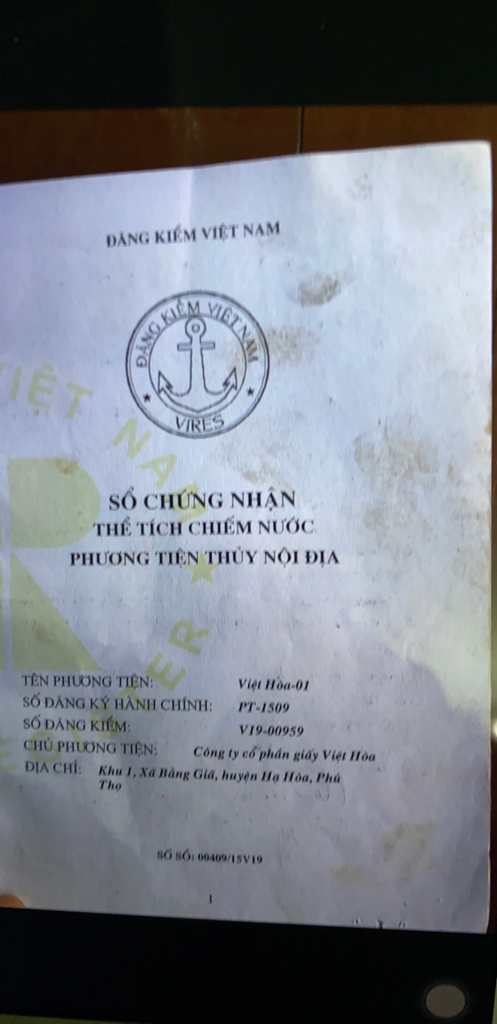 ĐĂNG KIỂM VIỆT NAM
ĐĂNG KIỂM VIỆT NAM
VIRES
VIỆT NAM
SỔ CHỨNG NHẬN
THỂ TÍCH CHIẾM NƯỚC
PHƯƠNG TIỆN THỦY NỘI ĐỊA
TÊN PHƯƠNG TIỆN: Việt Hòa-01
SỐ ĐĂNG KÝ HÀNH CHÍNH: PT-1509
SỐ ĐĂNG KIỂM: V19-00959
CHỦ PHƯƠNG TIỆN: Công ty cổ phần giấy Việt Hòa
ĐỊA CHỈ: Khu 1, Xã Bằng Giã, huyện Hạ Hòa, Phú
Thọ
SỐ SỔ: 00409/15V19
1